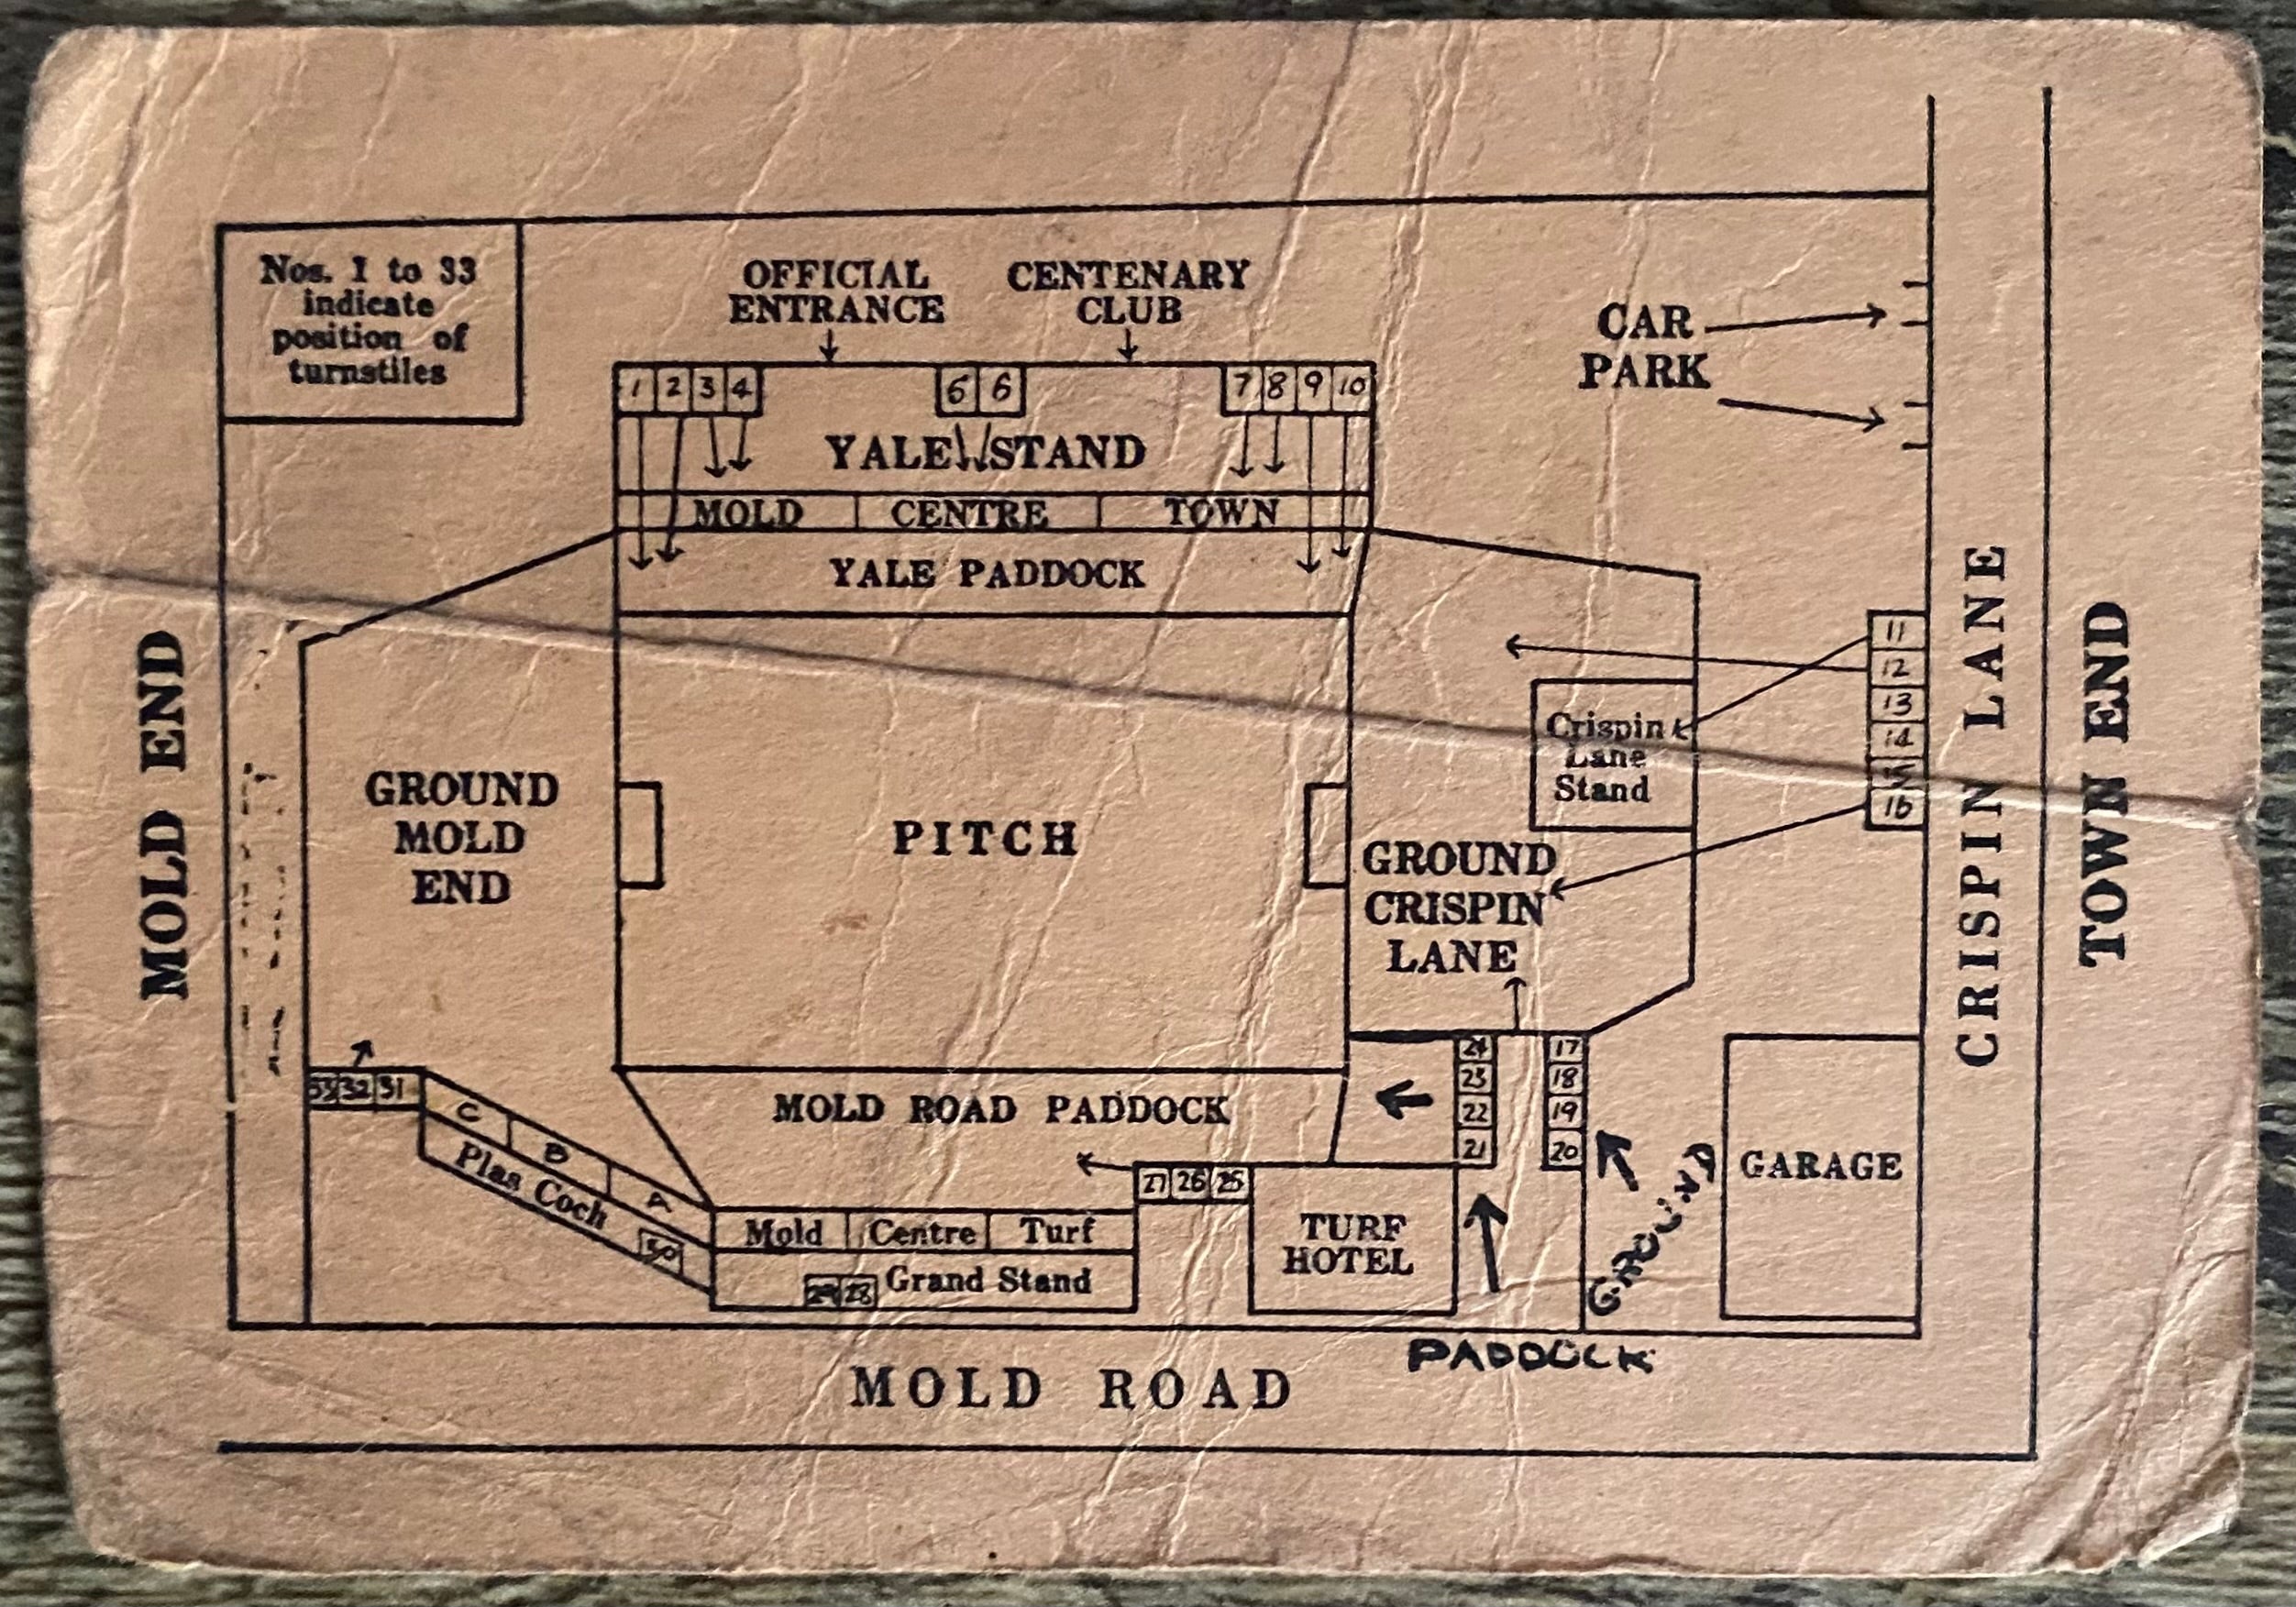 Nos. 1 to 33
indicate
position of
turnstiles
OFFICIAL
ENTRANCE
CENTENARY
CLUB
CAR
PARK
1 2 3 4
5 6
7 8 9 10
YALE STAND
MOLD CENTRE TOWN
YALE PADDOCK
MOLD END
GROUND
MOLD
END
PITCH
GROUND
CRISPIN
LANE
Crispin
Lane
Stand
11
12
13
14
15
16
CRISPIN LANE
TOWN END
33 32 31
C
B
A
Plas Coch
30
MOLD ROAD PADDOCK
24
23
22
21
17
18
19
20
27 26 25
Mold Centre Turf
29 28 Grand Stand
TURF
HOTEL
GROUND
GARAGE
PADDOCK
MOLD ROAD